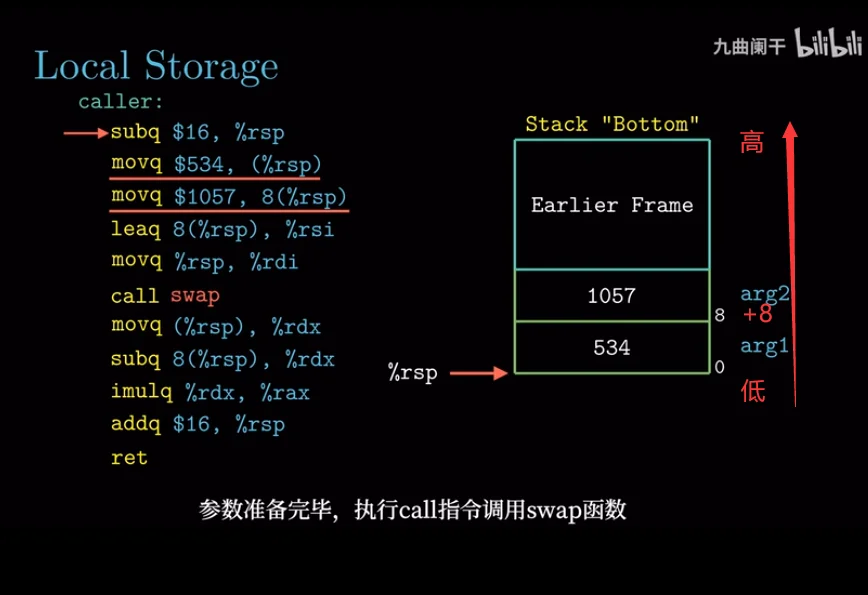 九曲阑干 bilibili
Local Storage
caller:
subq $16, %rsp
movq $534, (%rsp)
movq $1057, 8(%rsp)
leaq 8(%rsp), %rsi
movq %rsp, %rdi
call swap
movq (%rsp), %rdx
subq 8(%rsp), %rdx
imulq %rdx, %rax
addq $16, %rsp
ret
Stack "Bottom"
高
Earlier Frame
1057
arg2
8
+8
534
arg1
%rsp
0
低
参数准备完毕，执行call指令调用swap函数